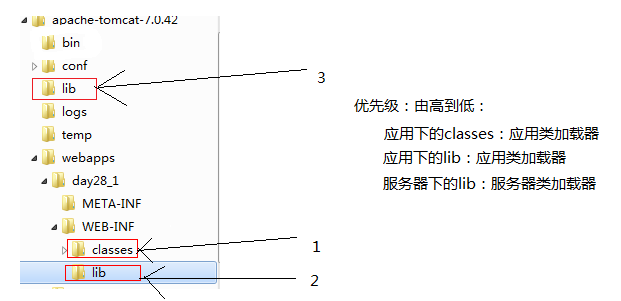 apache-tomcat-7.0.42
bin
conf
lib
3
logs
temp
webapps
day28_1
META-INF
WEB-INF
classes
1
lib
2
优先级：由高到低：
应用下的classes：应用类加载器
应用下的lib：应用类加载器
服务器下的lib：服务器类加载器